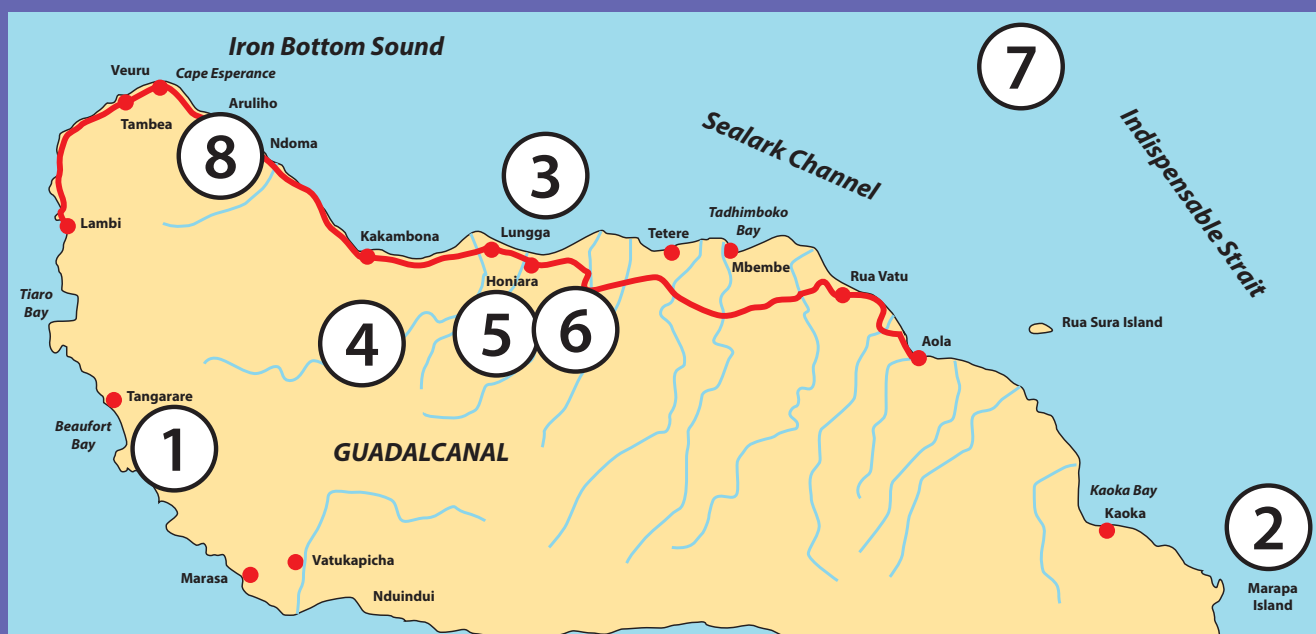 Iron Bottom Sound
7
Veuru
Cape Esperance
Aruliho
Tambea
Sealark Channel
Indispensable Strait
8
Ndoma
3
Lambi
Kakambona
Lungga
Tetere
Tadhimboko
Bay
Honiara
Mbembe
Rua Vatu
Tiaro
Bay
4
5
6
Rua Sura Island
Aola
Tangarare
Beaufort
Bay
1
GUADALCANAL
Kaoka Bay
Kaoka
2
Marasa
Vatukapicha
Nduindui
Marapa
Island